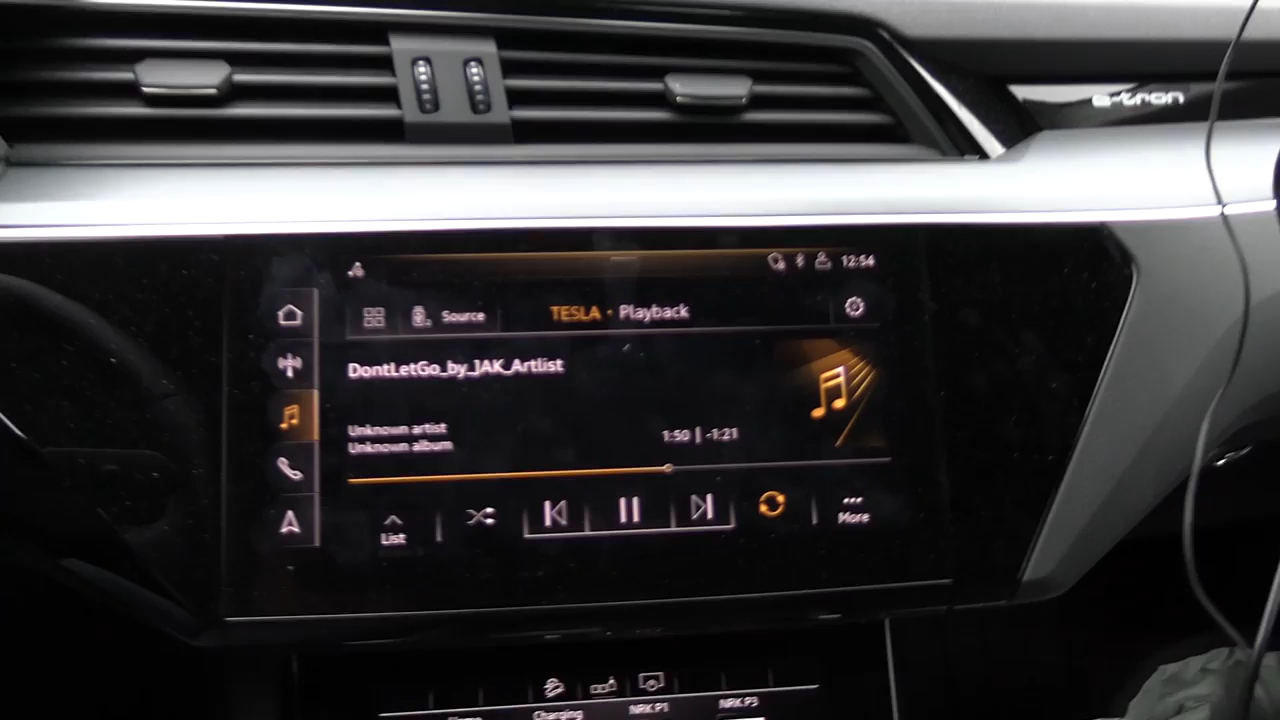 e-tron
12:54
Source
TESLA · Playback
DontLetGo_by_JAK_Artlist
Unknown artist
Unknown album
1:50 | -1:21
List
More
Home
Charging
NRK P1
NRK P3